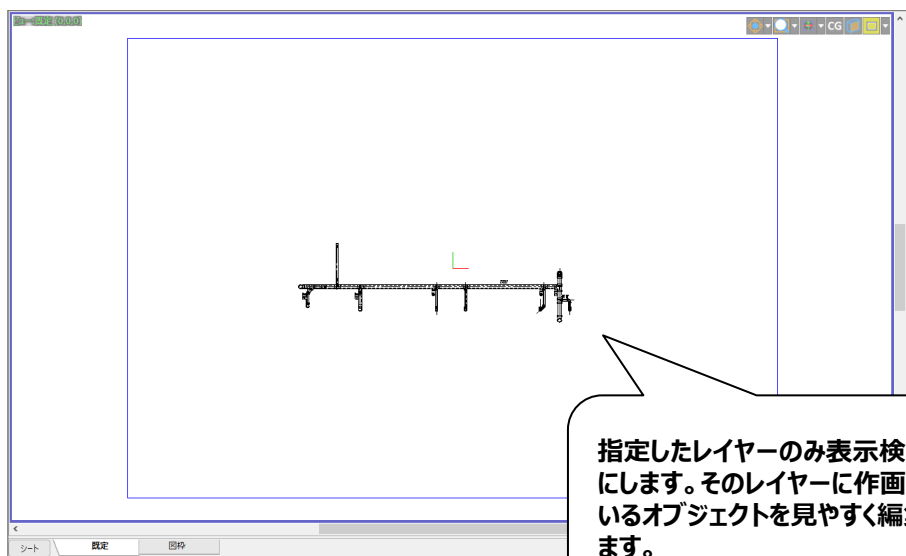 CG
指定したレイヤーのみ表示検
にします。そのレイヤーに作画
いるオブジェクトを見やすく編
ます。
シート
既定
図枠